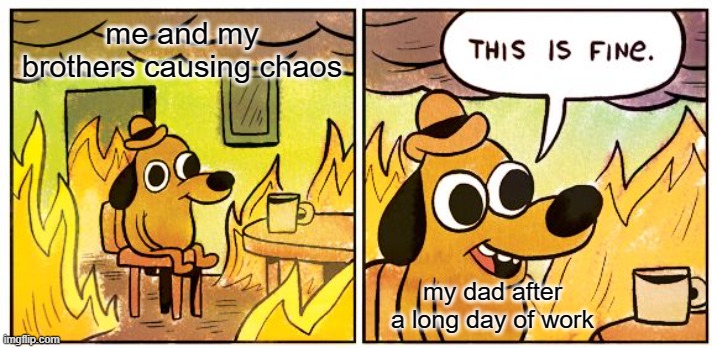 me and my
brothers causing chaos
THIS IS FINE.
my dad after
a long day of work
imgflip.com